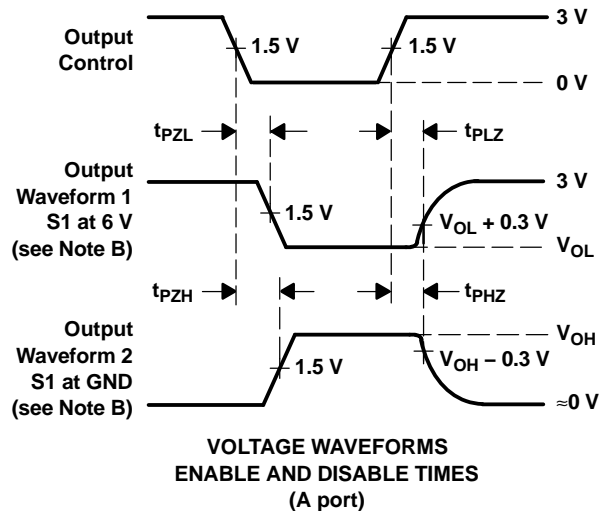 Output
Control
1.5 V
1.5 V
3 V
0 V
tPZL
tPLZ
Output
Waveform 1
S1 at 6 V
(see Note B)
1.5 V
3 V
VOL + 0.3 V
VOL
tPZH
tPHZ
Output
Waveform 2
S1 at GND
(see Note B)
1.5 V
VOH
VOH − 0.3 V
≈0 V
VOLTAGE WAVEFORMS
ENABLE AND DISABLE TIMES
(A port)